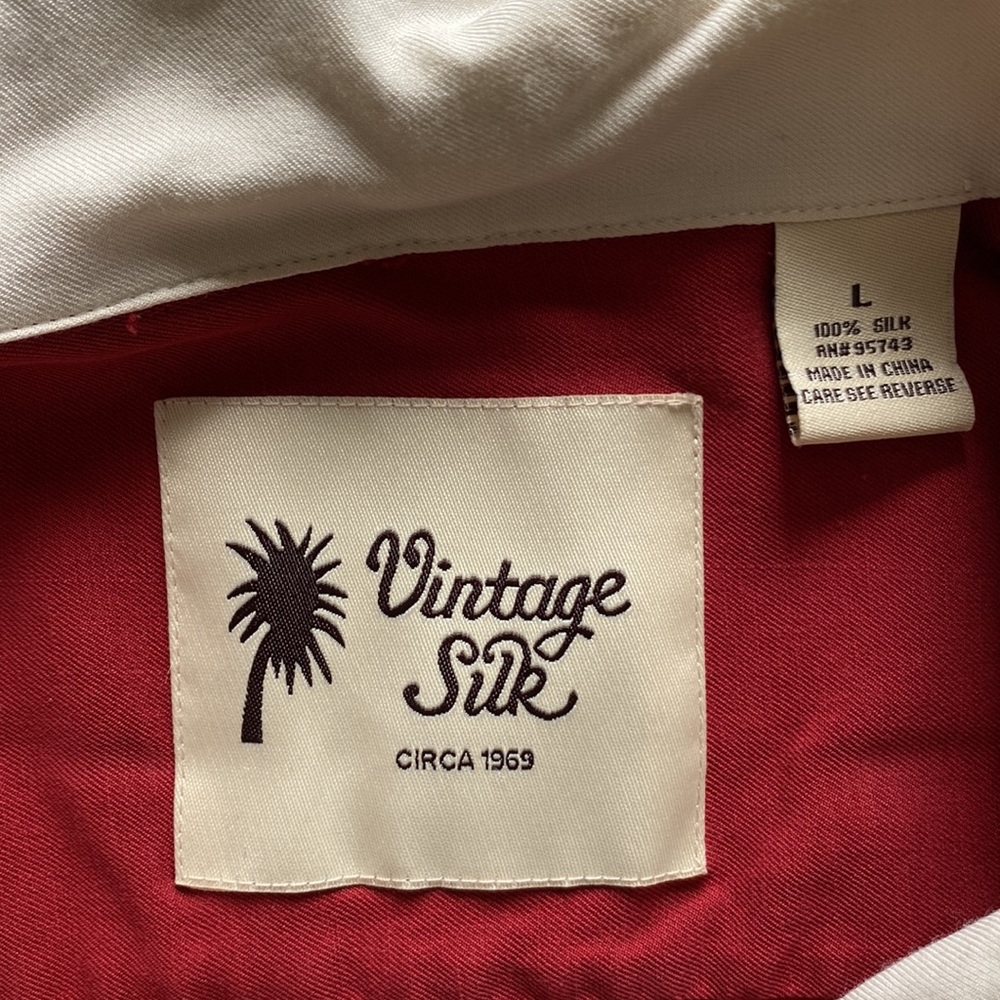 L
100% SILK
RN#95743
MADE IN CHINA
CARE SEE REVERSE
Vintage
Silk
CIRCA 1969